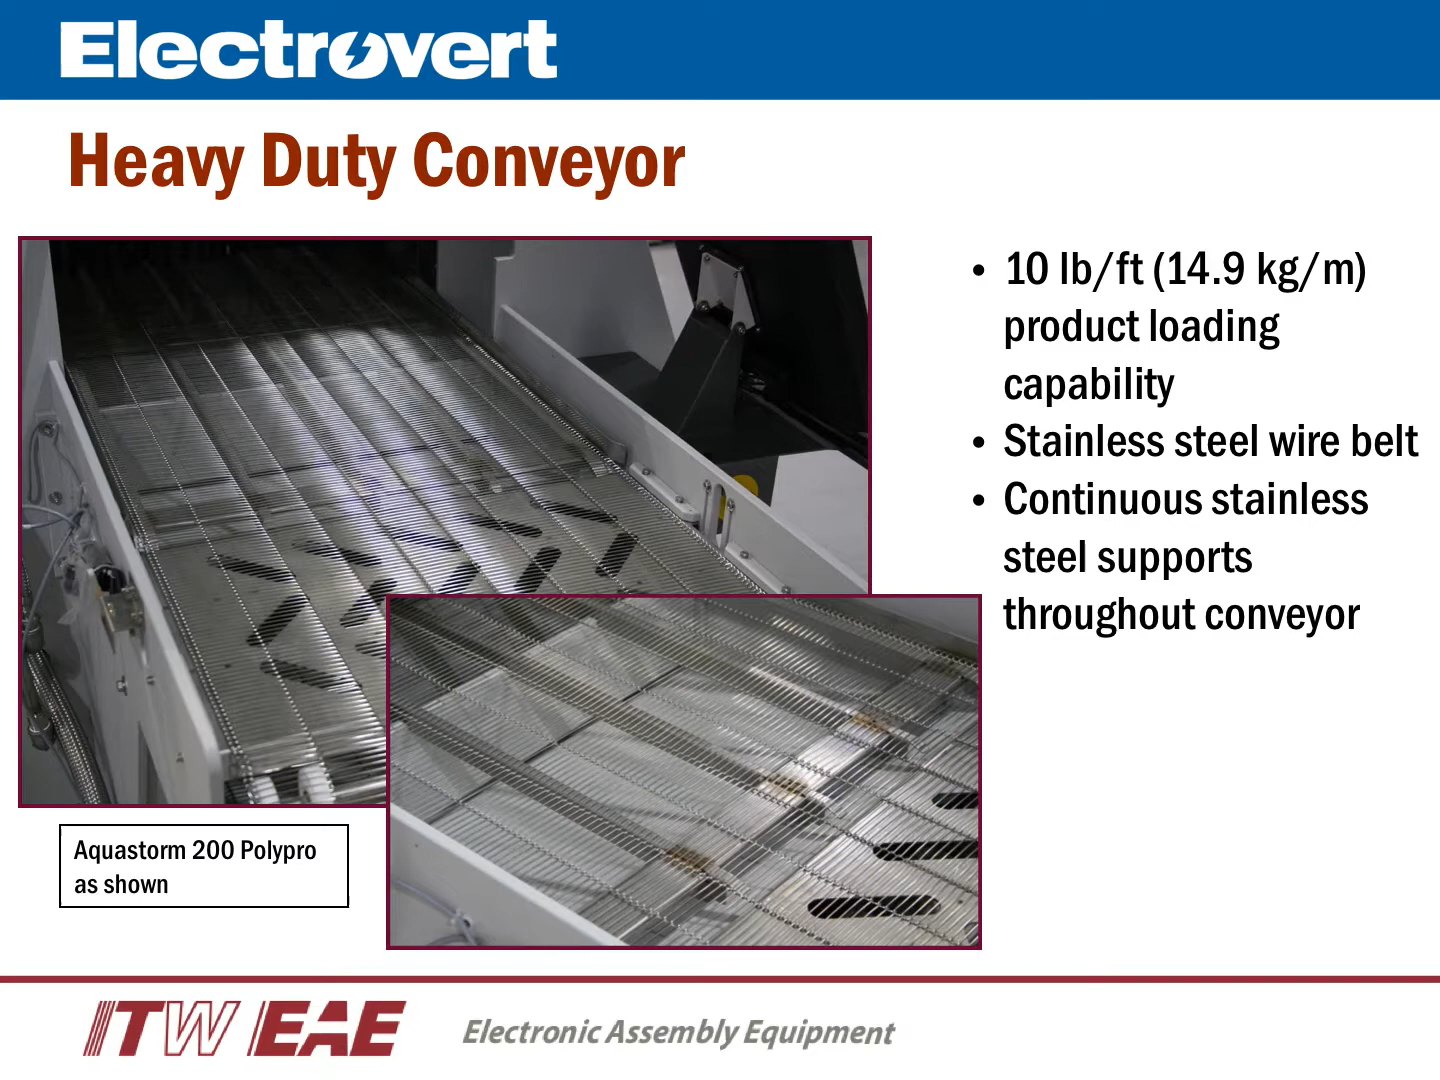 Electrovert
Heavy Duty Conveyor
• 10 lb/ft (14.9 kg/m)
product loading
capability
• Stainless steel wire belt
• Continuous stainless
steel supports
throughout conveyor
Aquastorm 200 Polypro
as shown
ITW EAE
Electronic Assembly Equipment